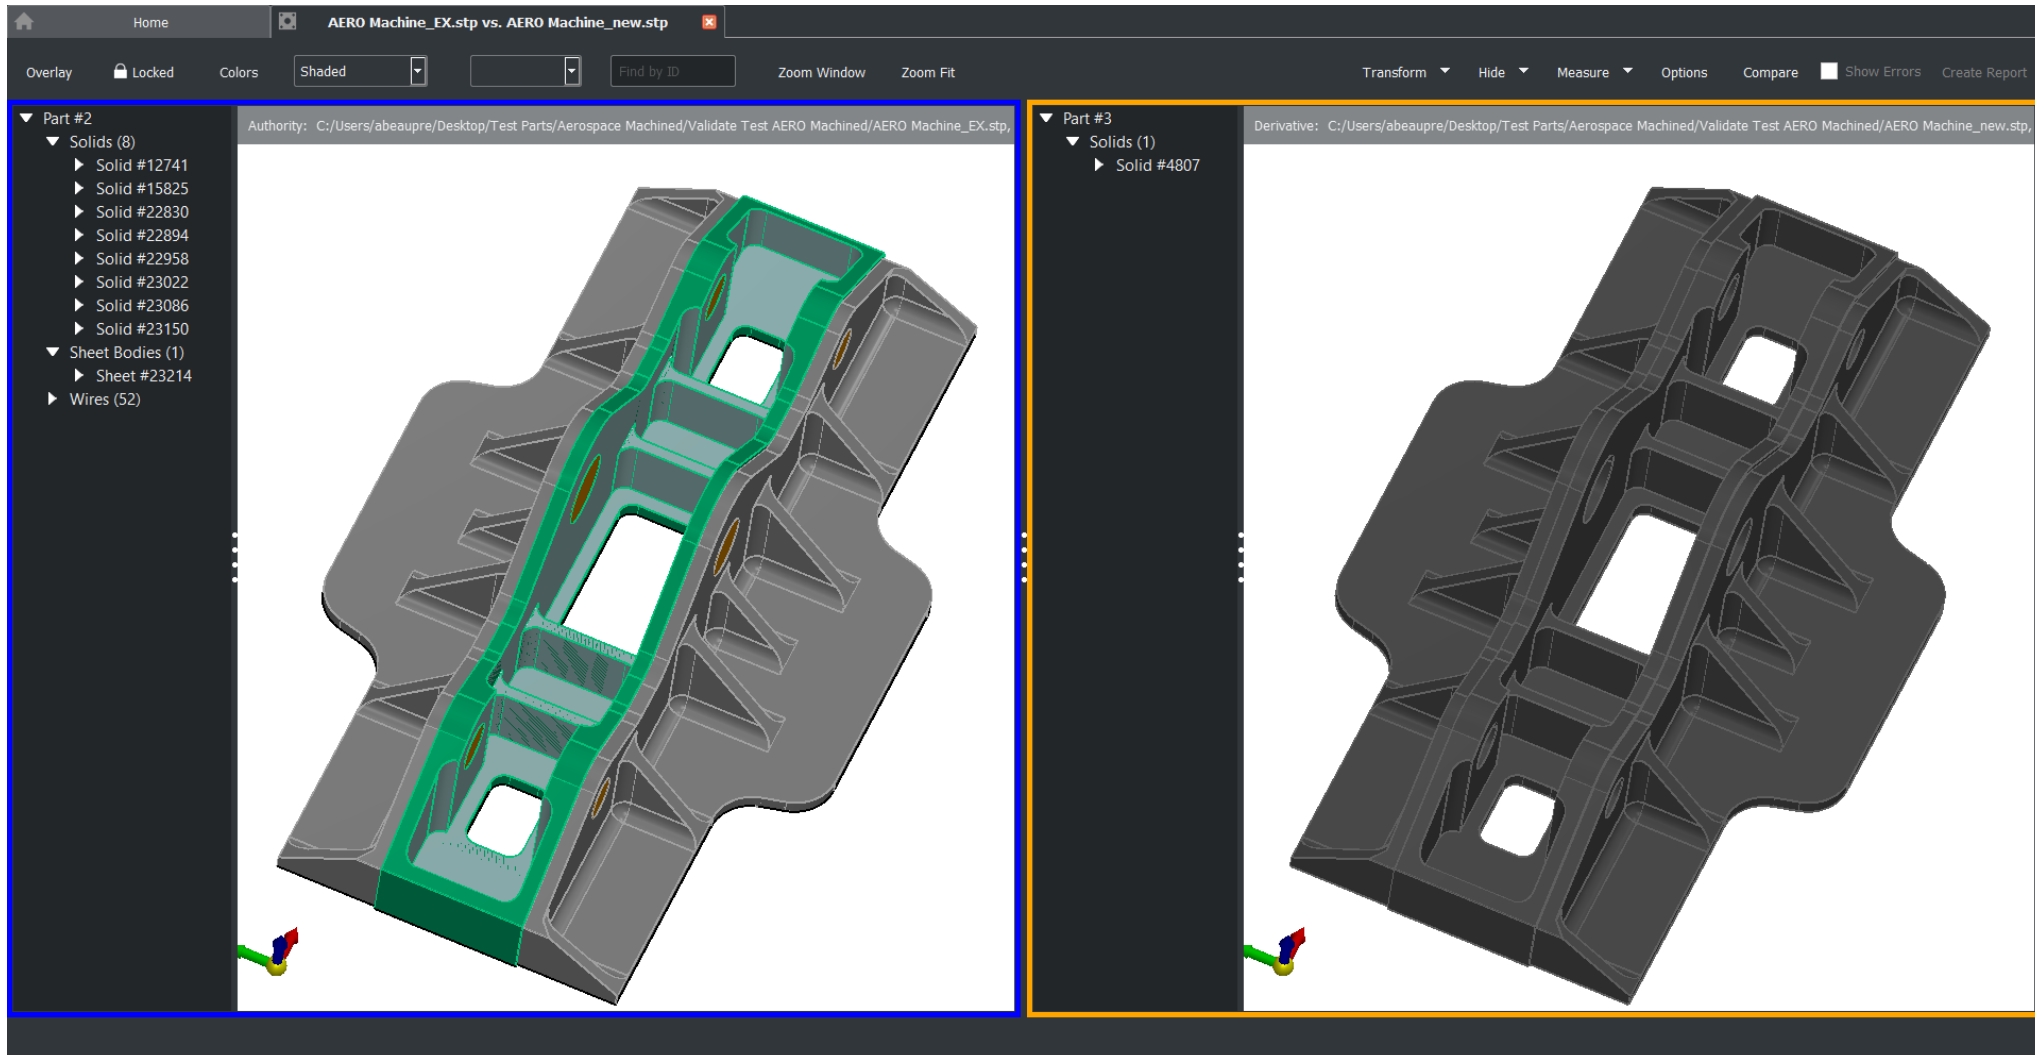 Home
AERO Machine_EX.stp vs. AERO Machine_new.stp
Overlay Locked Colors Shaded Find by ID Zoom Window Zoom Fit Transform Hide Measure Options Compare Show Errors Create Report
Part #2
Solids (8)
Solid #12741
Solid #15825
Solid #22830
Solid #22894
Solid #22958
Solid #23022
Solid #23086
Solid #23150
Sheet Bodies (1)
Sheet #23214
Wires (52)
Authority: C:/Users/abeaupre/Desktop/Test Parts/Aerospace Machined/Validate Test AERO Machined/AERO Machine_EX.stp,
Part #3
Solids (1)
Solid #4807
Derivative: C:/Users/abeaupre/Desktop/Test Parts/Aerospace Machined/Validate Test AERO Machined/AERO Machine_new.stp,